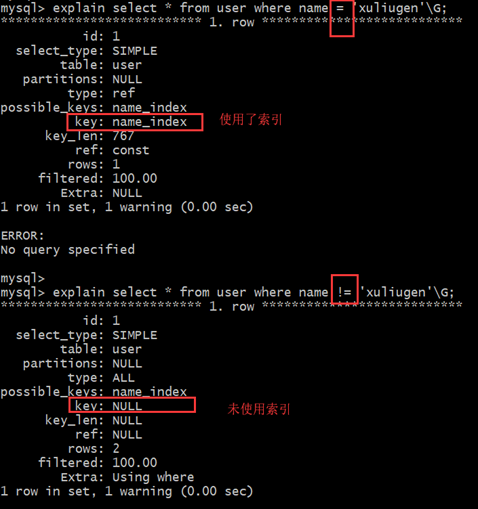 mysql> explain select * from user where name = 'xuliugen'\G;
*************************** 1. row ***************************
id: 1
select_type: SIMPLE
table: user
partitions: NULL
type: ref
possible_keys: name_index
key: name_index 使用了索引
key_len: 767
ref: const
rows: 1
filtered: 100.00
Extra: NULL
1 row in set, 1 warning (0.00 sec)
ERROR:
No query specified
mysql>
mysql> explain select * from user where name != 'xuliugen'\G;
*************************** 1. row ***************************
id: 1
select_type: SIMPLE
table: user
partitions: NULL
type: ALL
possible_keys: name_index
key: NULL 未使用索引
key_len: NULL
ref: NULL
rows: 2
filtered: 100.00
Extra: Using where
1 row in set, 1 warning (0.00 sec)